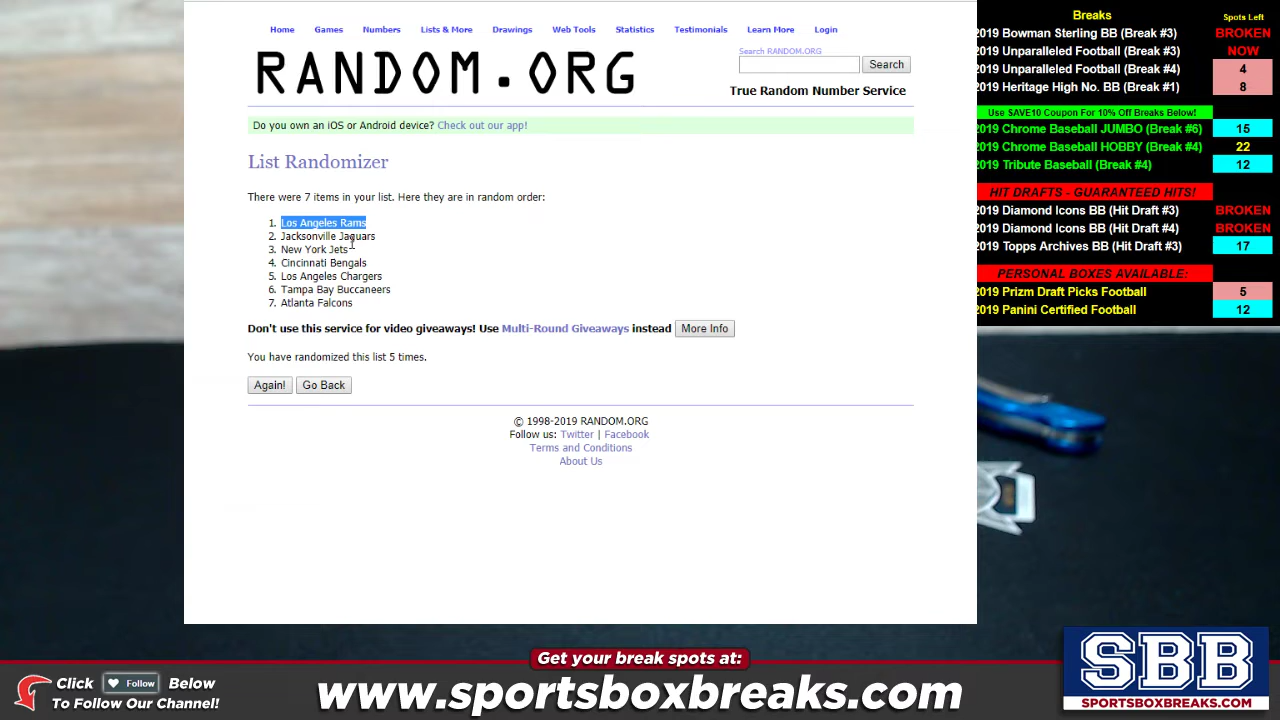 Home Games Numbers Lists & More Drawings Web Tools Statistics Testimonials Learn More Login
RANDOM.ORG
Search RANDOM.ORG
Search
True Random Number Service
Do you own an iOS or Android device? Check out our app!
List Randomizer
There were 7 items in your list. Here they are in random order:
1. Los Angeles Rams
2. Jacksonville Jaguars
3. New York Jets
4. Cincinnati Bengals
5. Los Angeles Chargers
6. Tampa Bay Buccaneers
7. Atlanta Falcons
Don't use this service for video giveaways! Use Multi-Round Giveaways instead More Info
You have randomized this list 5 times.
Again! Go Back
© 1998-2019 RANDOM.ORG
Follow us: Twitter | Facebook
Terms and Conditions
About Us
Breaks Spots Left
2019 Bowman Sterling BB (Break #3) BROKEN
2019 Unparalleled Football (Break #3) NOW
2019 Unparalleled Football (Break #4) 4
2019 Heritage High No. BB (Break #1) 8
Use SAVE10 Coupon For 10% Off Breaks Below!
2019 Chrome Baseball JUMBO (Break #6) 15
2019 Chrome Baseball HOBBY (Break #4) 22
2019 Tribute Baseball (Break #4) 12
HIT DRAFTS - GUARANTEED HITS!
2019 Diamond Icons BB (Hit Draft #3) BROKEN
2019 Diamond Icons BB (Hit Draft #4) BROKEN
2019 Topps Archives BB (Hit Draft #3) 17
PERSONAL BOXES AVAILABLE:
2019 Prizm Draft Picks Football 5
2019 Panini Certified Football 12
Click Follow Below
To Follow Our Channel!
Get your break spots at:
www.sportsboxbreaks.com
SBB
SPORTSBOXBREAKS.COM